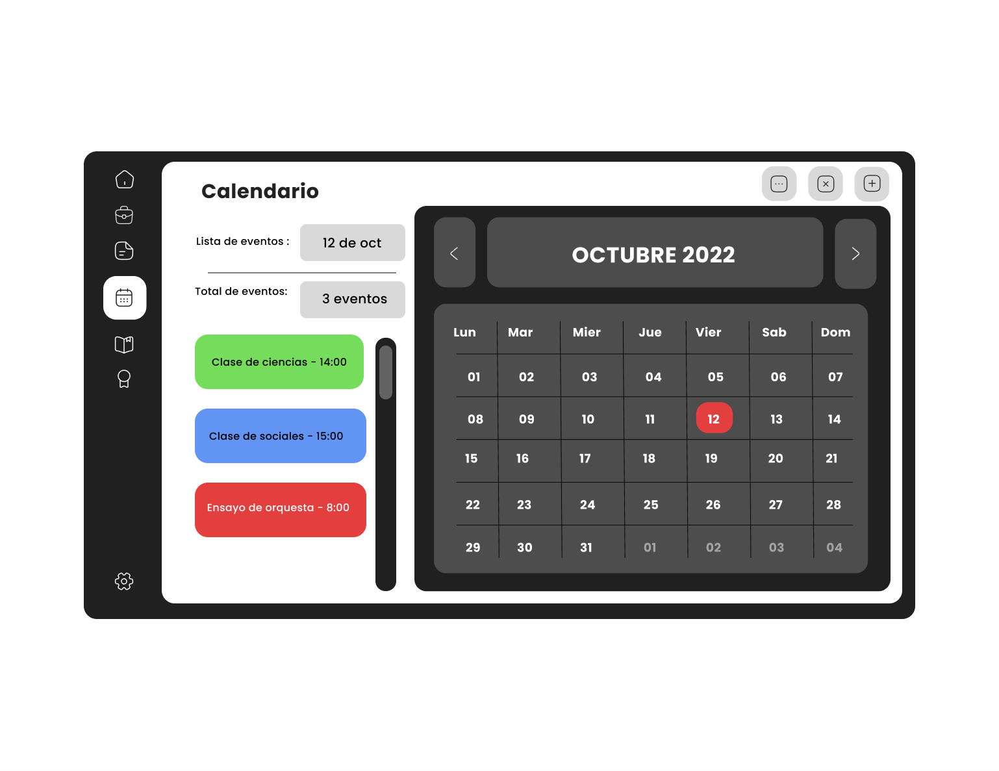 Calendario
Lista de eventos :
12 de oct
Total de eventos:
3 eventos
Clase de ciencias - 14:00
Clase de sociales - 15:00
Ensayo de orquesta - 8:00
OCTUBRE 2022
Lun Mar Mier Jue Vier Sab Dom
01 02 03 04 05 06 07
08 09 10 11 12 13 14
15 16 17 18 19 20 21
22 23 24 25 26 27 28
29 30 31 01 02 03 04